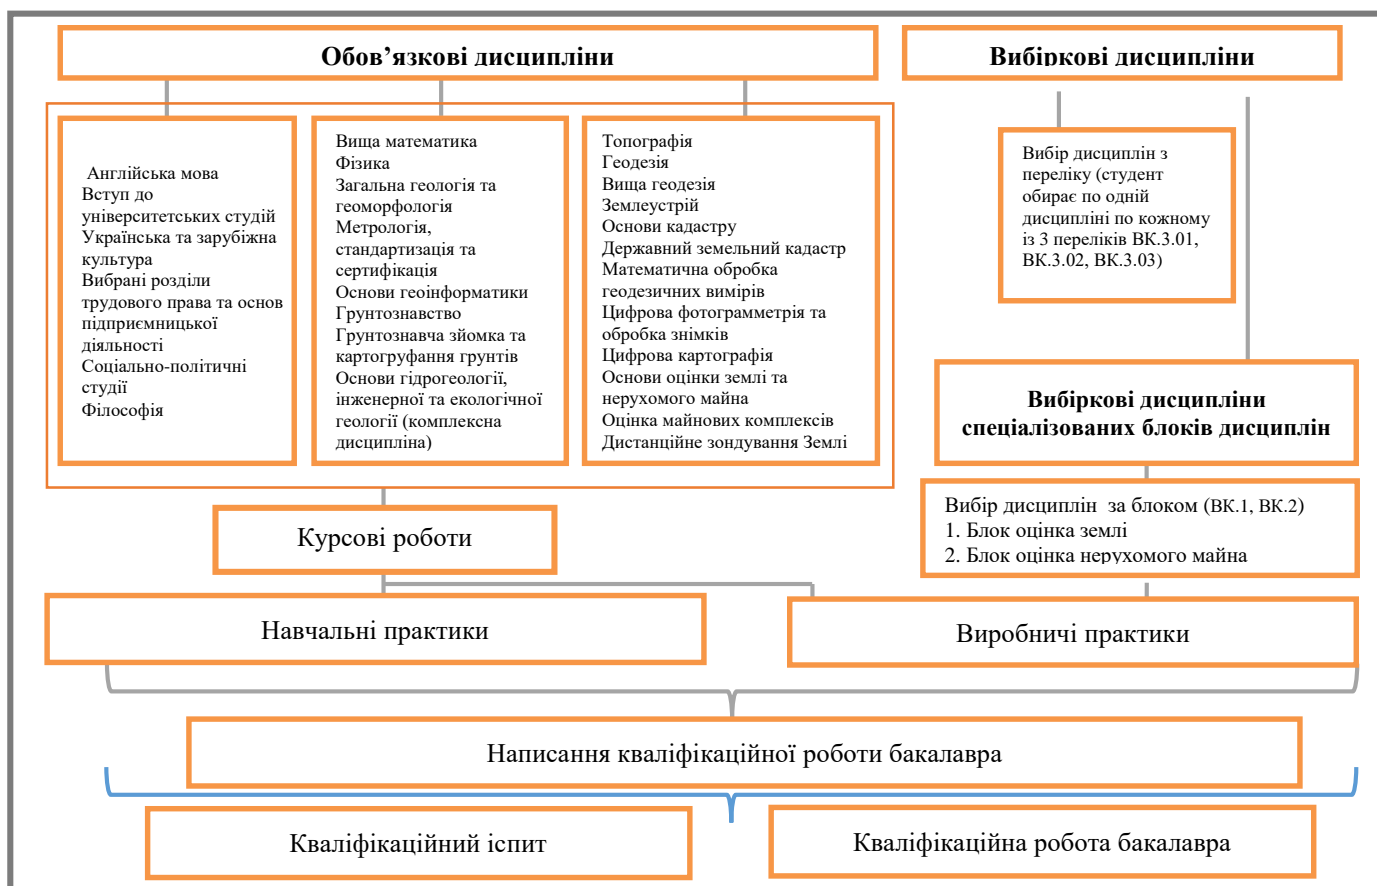 Обов’язкові дисципліни
Вибіркові дисципліни
Англійська мова
Вступ до
університетських студій
Українська та зарубіжна
культура
Вибрані розділи
трудового права та основ
підприємницької
діяльності
Соціально-політичні
студії
Філософія
Вища математика
Фізика
Загальна геологія та
геоморфологія
Метрологія,
стандартизація та
сертифікація
Основи геоінформатики
Грунтознавство
Грунтознавча зйомка та
картогруфання грунтів
Основи гідрогеології,
інженерної та екологічної
геології (комплексна
дисципліна)
Топографія
Геодезія
Вища геодезія
Землеустрій
Основи кадастру
Державний земельний кадастр
Математична обробка
геодезичних вимірів
Цифрова фотограмметрія та
обробка знімків
Цифрова картографія
Основи оцінки землі та
нерухомого майна
Оцінка майнових комплексів
Дистанційне зондування Землі
Вибір дисциплін з
переліку (студент
обирає по одній
дисципліні по кожному
із 3 переліків ВК.3.01,
ВК.3.02, ВК.3.03)
Вибіркові дисципліни
спеціалізованих блоків дисциплін
Вибір дисциплін за блоком (ВК.1, ВК.2)
1. Блок оцінка землі
2. Блок оцінка нерухомого майна
Курсові роботи
Навчальні практики
Виробничі практики
Написання кваліфікаційної роботи бакалавра
Кваліфікаційний іспит
Кваліфікаційна робота бакалавра